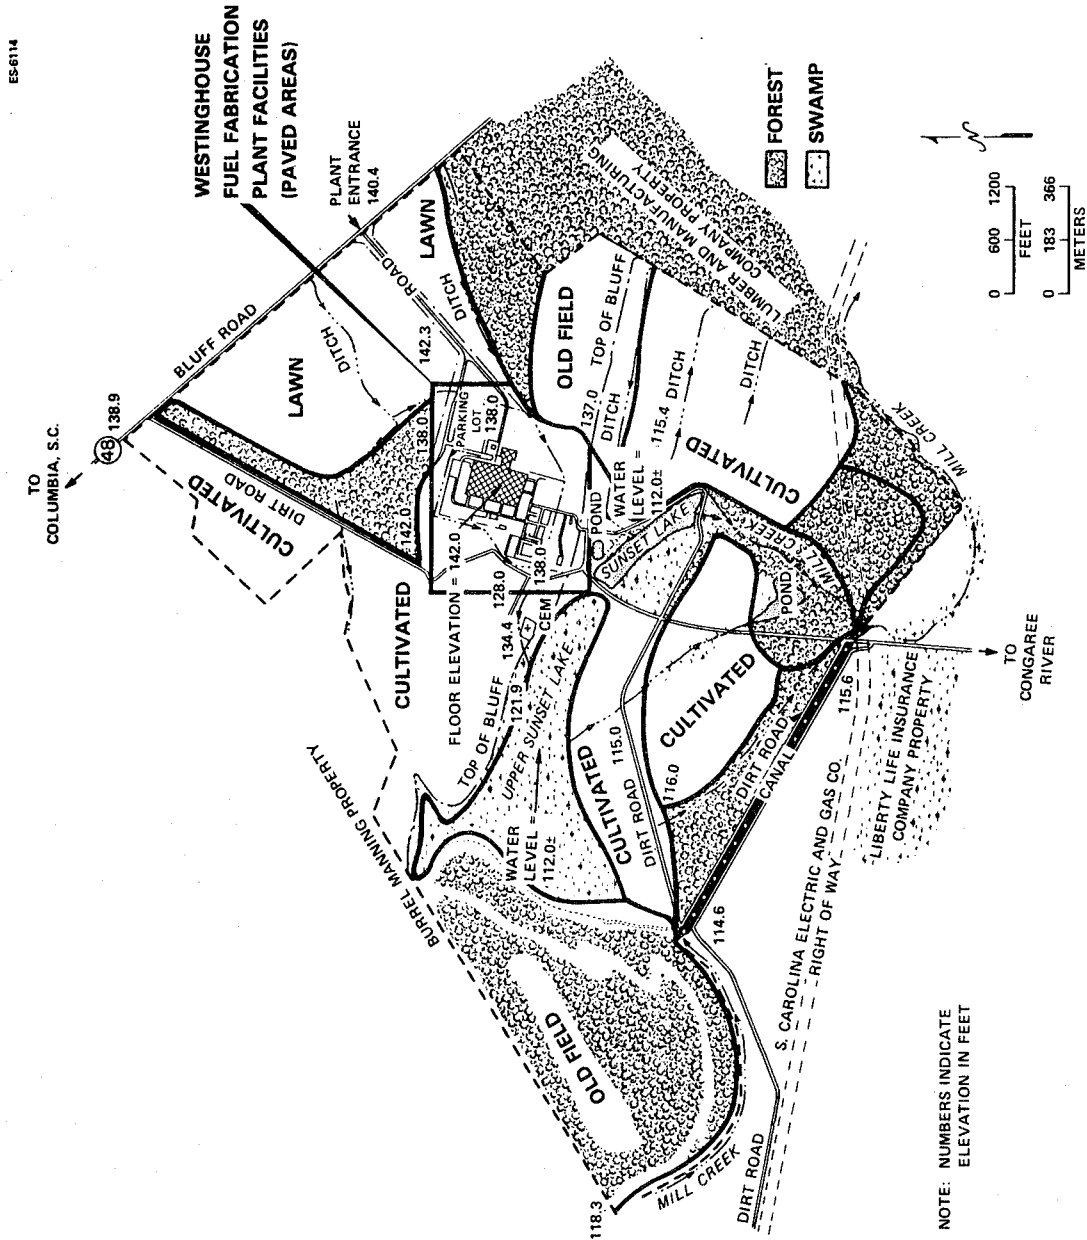 ES-6114
TO
COLUMBIA, S.C.
48
138.9
BLUFF ROAD
WESTINGHOUSE
FUEL FABRICATION
PLANT FACILITIES
(PAVED AREAS)
PLANT
ENTRANCE
140.4
LAWN
DITCH
LAWN
ROAD
DITCH
142.3
CULTIVATED
DIRT ROAD
142.0
138.0
PARKING
LOT
138.0
FLOOR ELEVATION = 142.0
128.0
138.0
CULTIVATED
BURREL MANNING PROPERTY
TOP OF BLUFF
134.4
CEM
121.9
UPPER SUNSET LAKE
WATER
LEVEL =
112.0±
OLD FIELD
137.0
TOP OF BLUFF
DITCH
115.4
DITCH
DITCH
POND
WATER
LEVEL =
112.0±
SUNSET LAKE
CULTIVATED
LUMBER AND MANUFACTURING
COMPANY PROPERTY
FOREST
SWAMP
MILL CREEK
MILLS CREEK
POND
CULTIVATED
CULTIVATED
115.0
DIRT ROAD
116.0
DIRT ROAD
CANAL
115.6
114.6
OLD FIELD
118.3
MILL CREEK
DIRT ROAD
S. CAROLINA ELECTRIC AND GAS CO.
RIGHT OF WAY
LIBERTY LIFE INSURANCE
COMPANY PROPERTY
TO
CONGAREE
RIVER
0 600 1200
FEET
0 183 366
METERS
N
NOTE: NUMBERS INDICATE
ELEVATION IN FEET